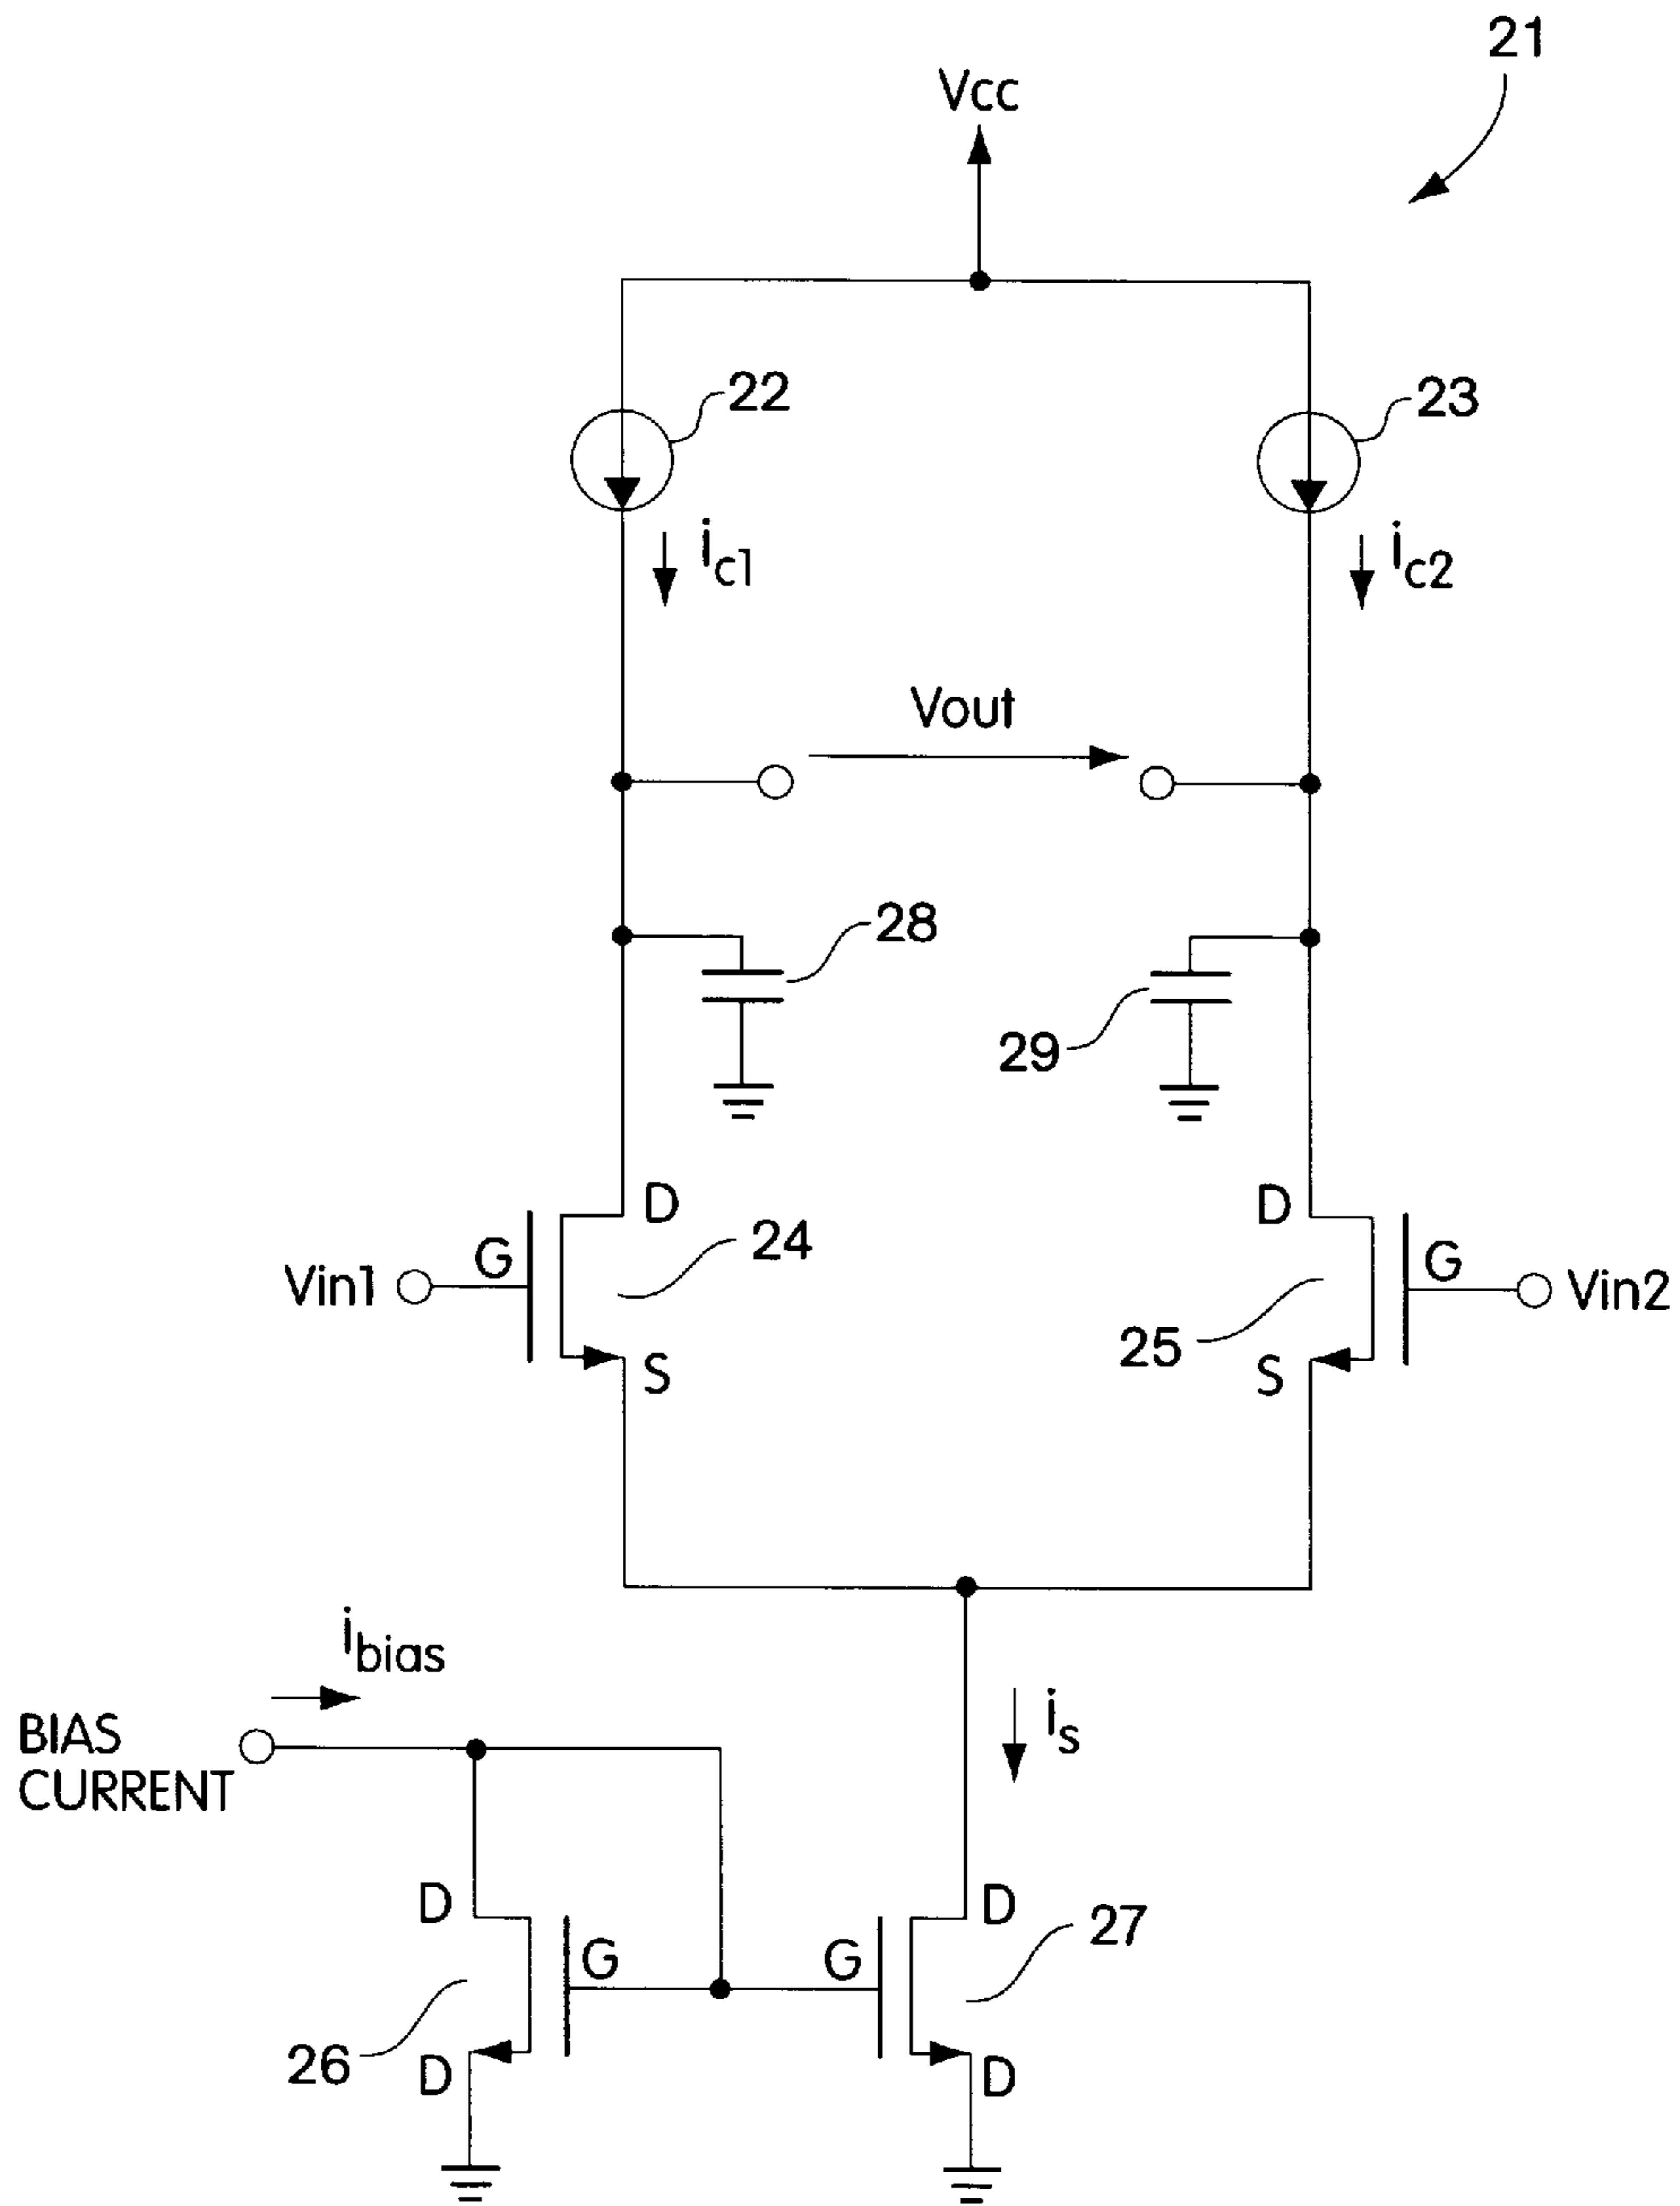 21
Vcc
22
23
ic1
ic2
Vout
28
29
D
D
G
24
G
Vin1
Vin2
25
S
S
ibias
is
BIAS
CURRENT
D
D
27
G
G
26
D
D